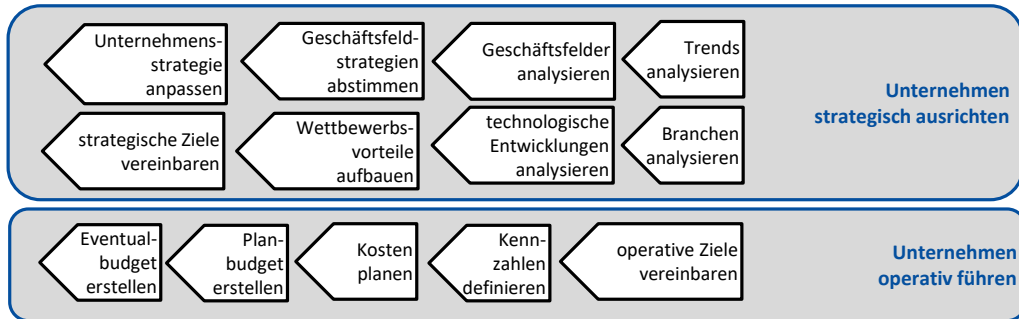 Unternehmens-
strategie
anpassen
Geschäftsfeld-
strategien
abstimmen
Geschäftsfelder
analysieren
Trends
analysieren
strategische Ziele
vereinbaren
Wettbewerbs-
vorteile
aufbauen
technologische
Entwicklungen
analysieren
Branchen
analysieren
Unternehmen
strategisch ausrichten
Eventual-
budget
erstellen
Plan-
budget
erstellen
Kosten
planen
Kenn-
zahlen
definieren
operative Ziele
vereinbaren
Unternehmen
operativ führen